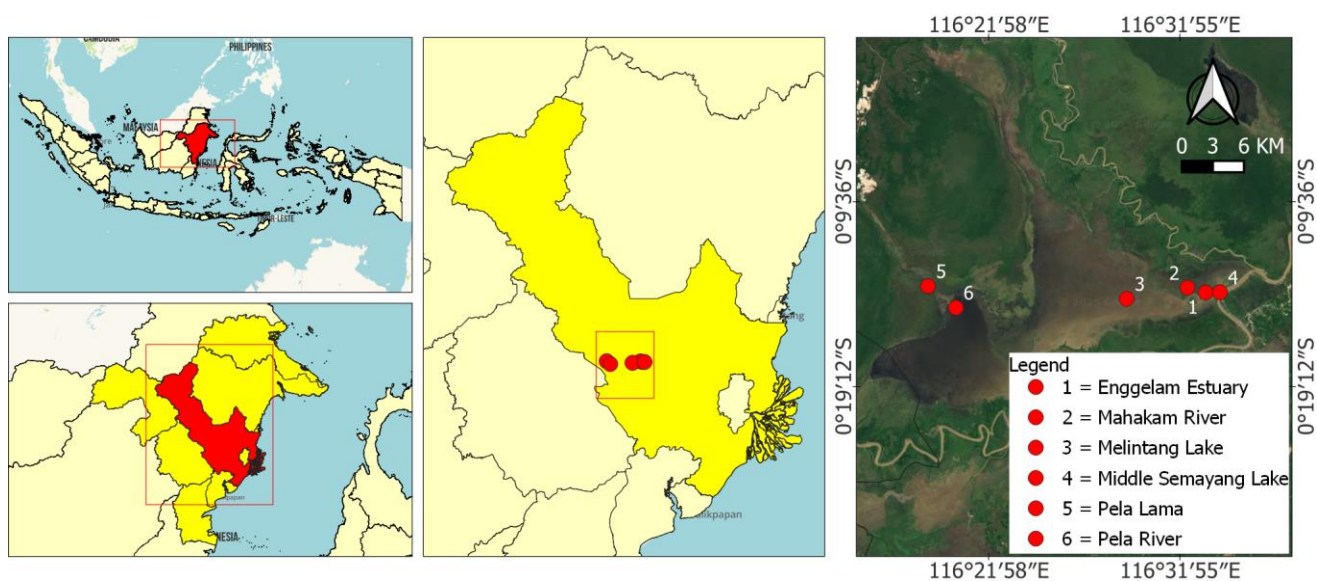 CAMBODIA
PHILIPPINES
MALAYSIA
NESIA
TIMOR-LESTE
papan
NESIA
ang
alikpapan
116°21′58″E
116°31′55″E
0°9′36″S
0°9′36″S
0°19′12″S
0°19′12″S
0 3 6 KM
5
6
3
2
1
4
Legend
1 = Enggelam Estuary
2 = Mahakam River
3 = Melintang Lake
4 = Middle Semayang Lake
5 = Pela Lama
6 = Pela River
116°21′58″E
116°31′55″E